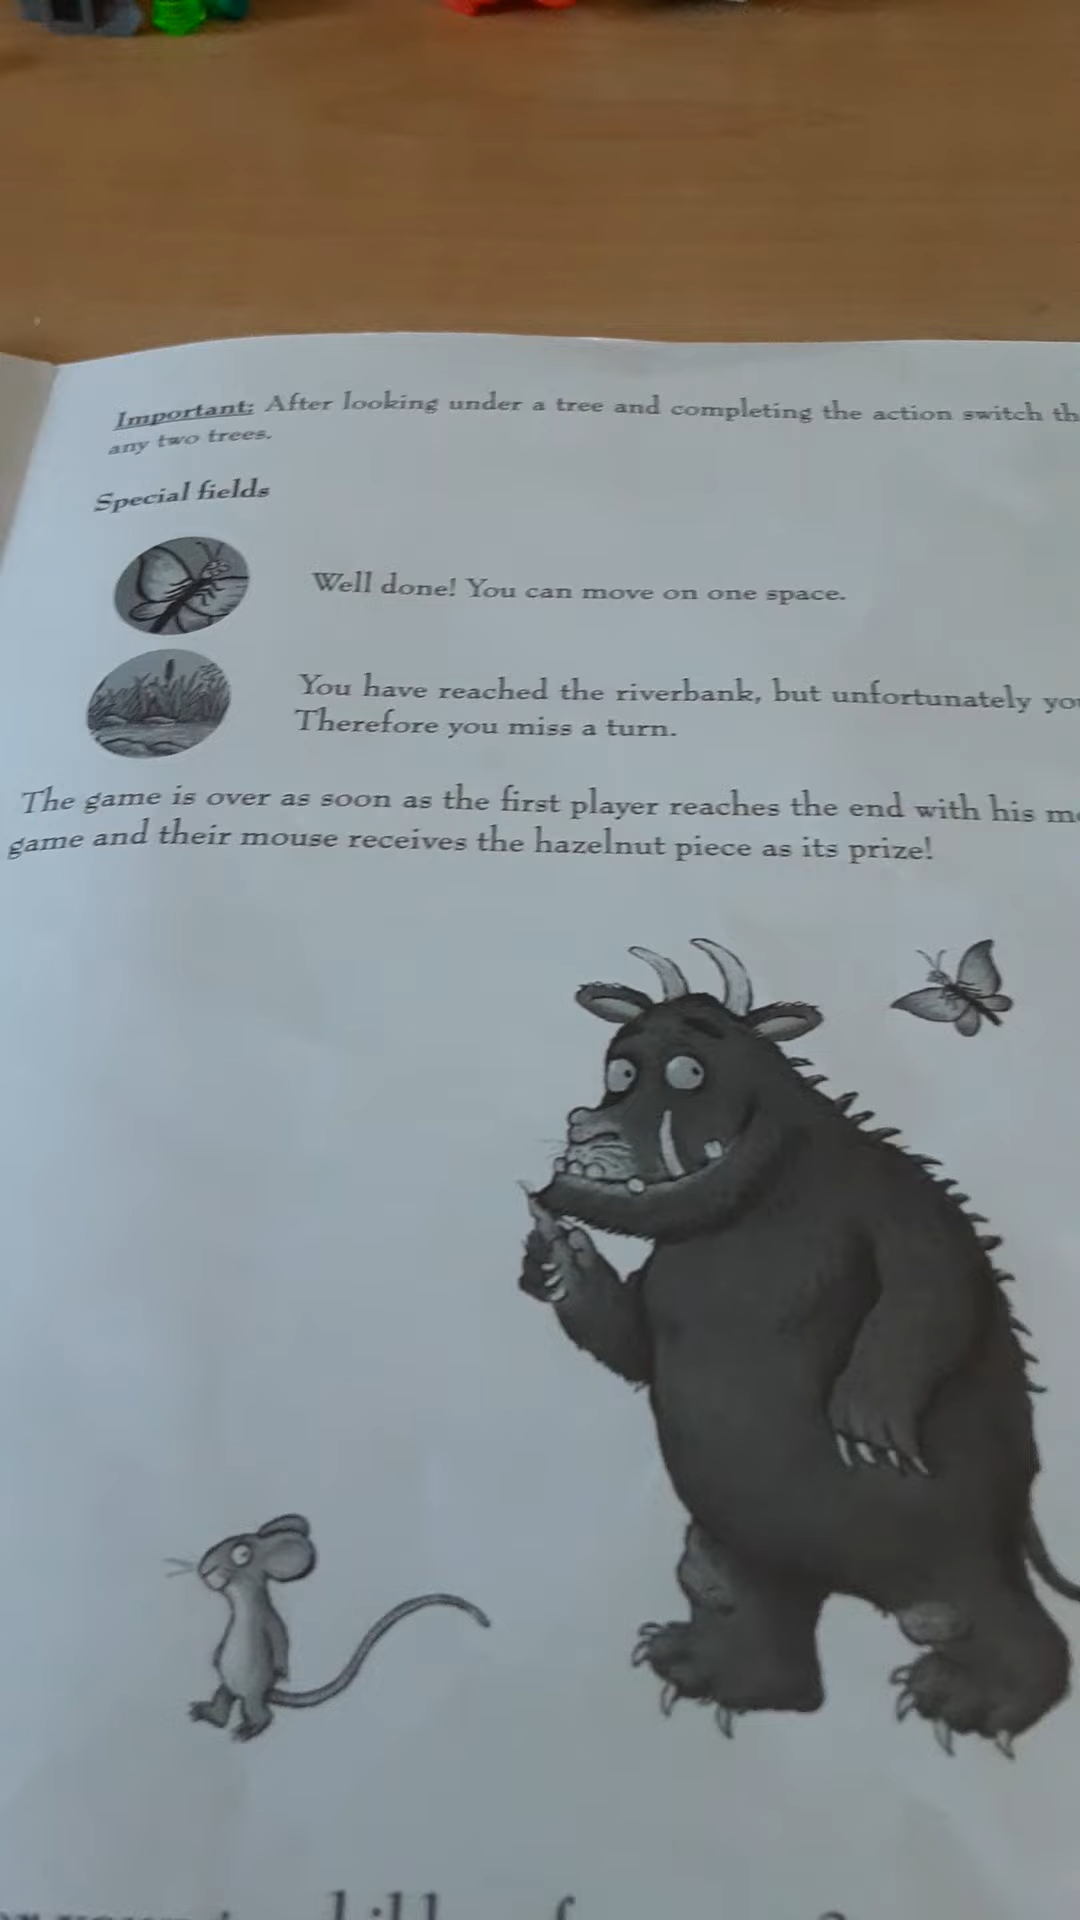 Important: After looking under a tree and completing the action switch
any two trees.
Special fields
Well done! You can move on one space.
You have reached the riverbank, but unfortunately
Therefore you miss a turn.
The game is over as soon as the first player reaches the end with his
game and their mouse receives the hazelnut piece as its prize!